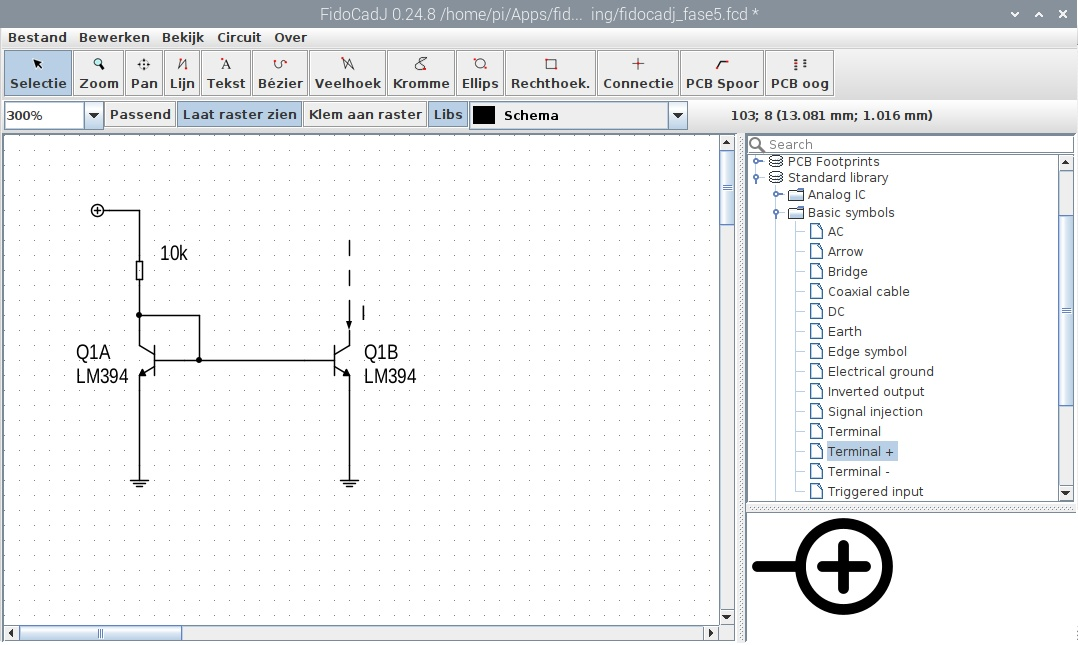 FidoCadJ 0.24.8 /home/pi/Apps/fid... ing/fidocadj_fase5.fcd *
Bestand Bewerken Bekijk Circuit Over
Selectie Zoom Pan Lijn Tekst Bézier Veelhoek Kromme Ellips Rechthoek. Connectie PCB Spoor PCB oog
300% Passend Laat raster zien Klem aan raster Libs Schema 103; 8 (13.081 mm; 1.016 mm)
10k
I
Q1A
LM394
Q1B
LM394
Search
PCB Footprints
Standard library
Analog IC
Basic symbols
AC
Arrow
Bridge
Coaxial cable
DC
Earth
Edge symbol
Electrical ground
Inverted output
Signal injection
Terminal
Terminal +
Terminal -
Triggered input